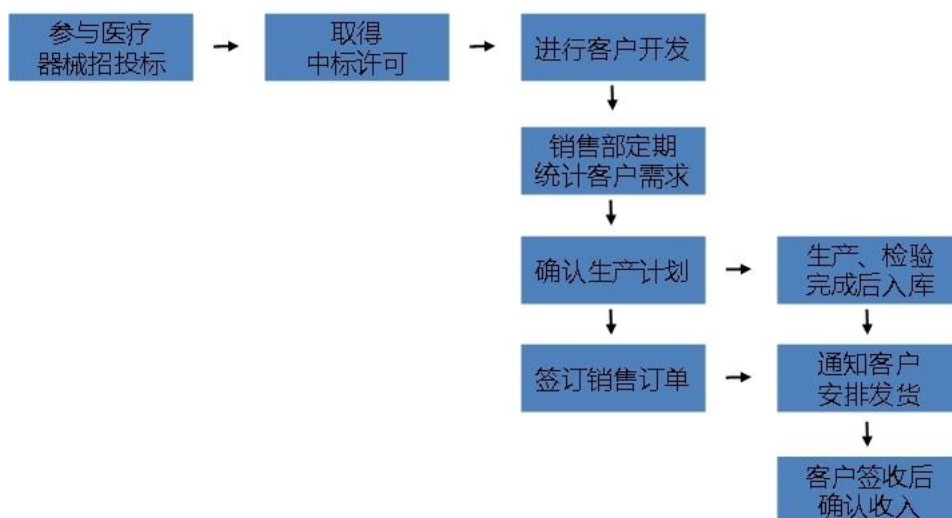 参与医疗
器械招投标
取得
中标许可
进行客户开发
销售部定期
统计客户需求
确认生产计划
生产、检验
完成后入库
签订销售订单
通知客户
安排发货
客户签收后
确认收入